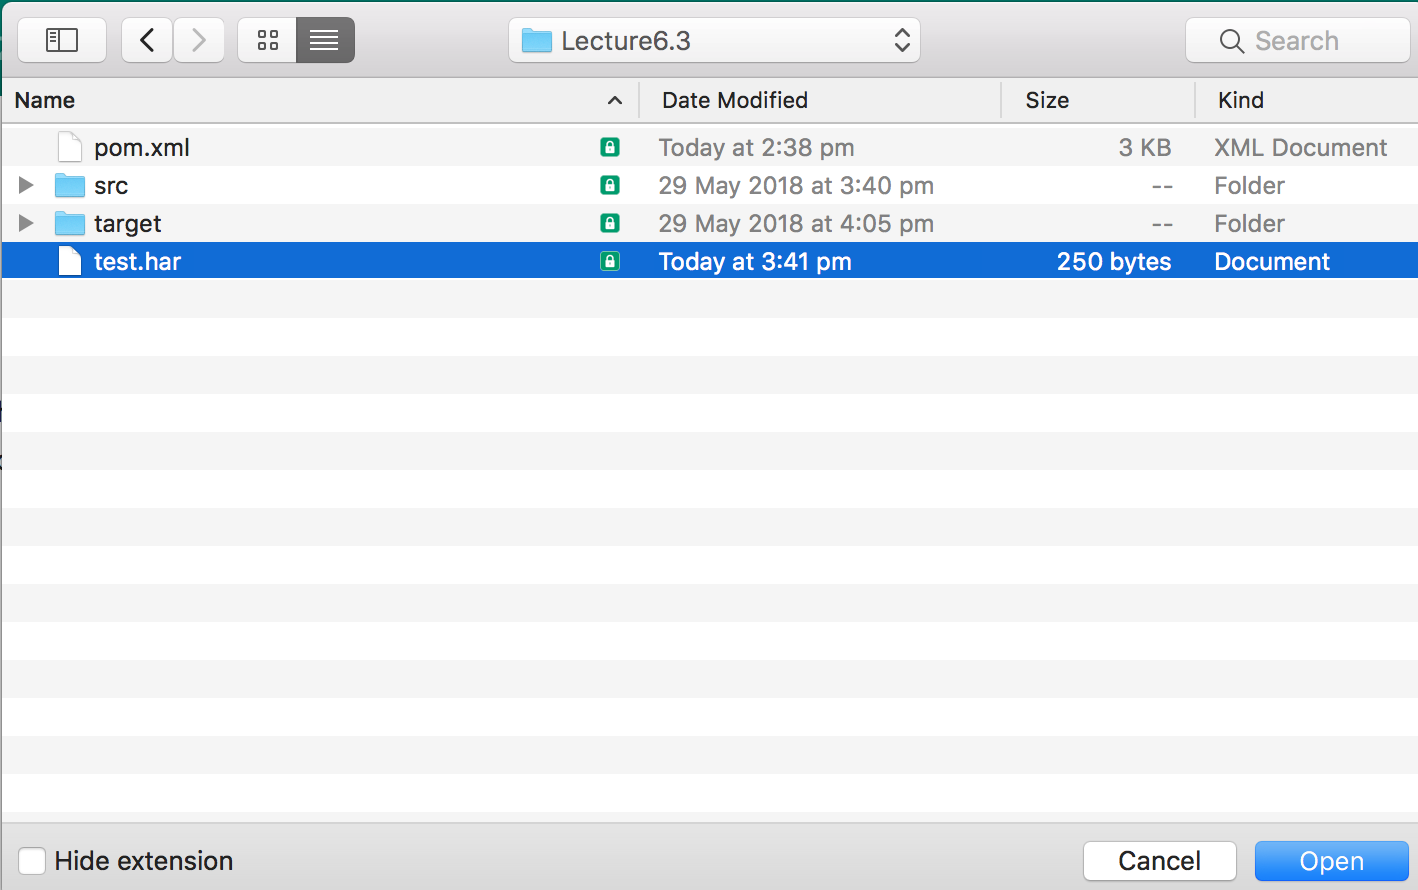 Lecture6.3 Search
Name Date Modified Size Kind
pom.xml Today at 2:38 pm 3 KB XML Document
src 29 May 2018 at 3:40 pm -- Folder
target 29 May 2018 at 4:05 pm -- Folder
test.har Today at 3:41 pm 250 bytes Document
Hide extension Cancel Open